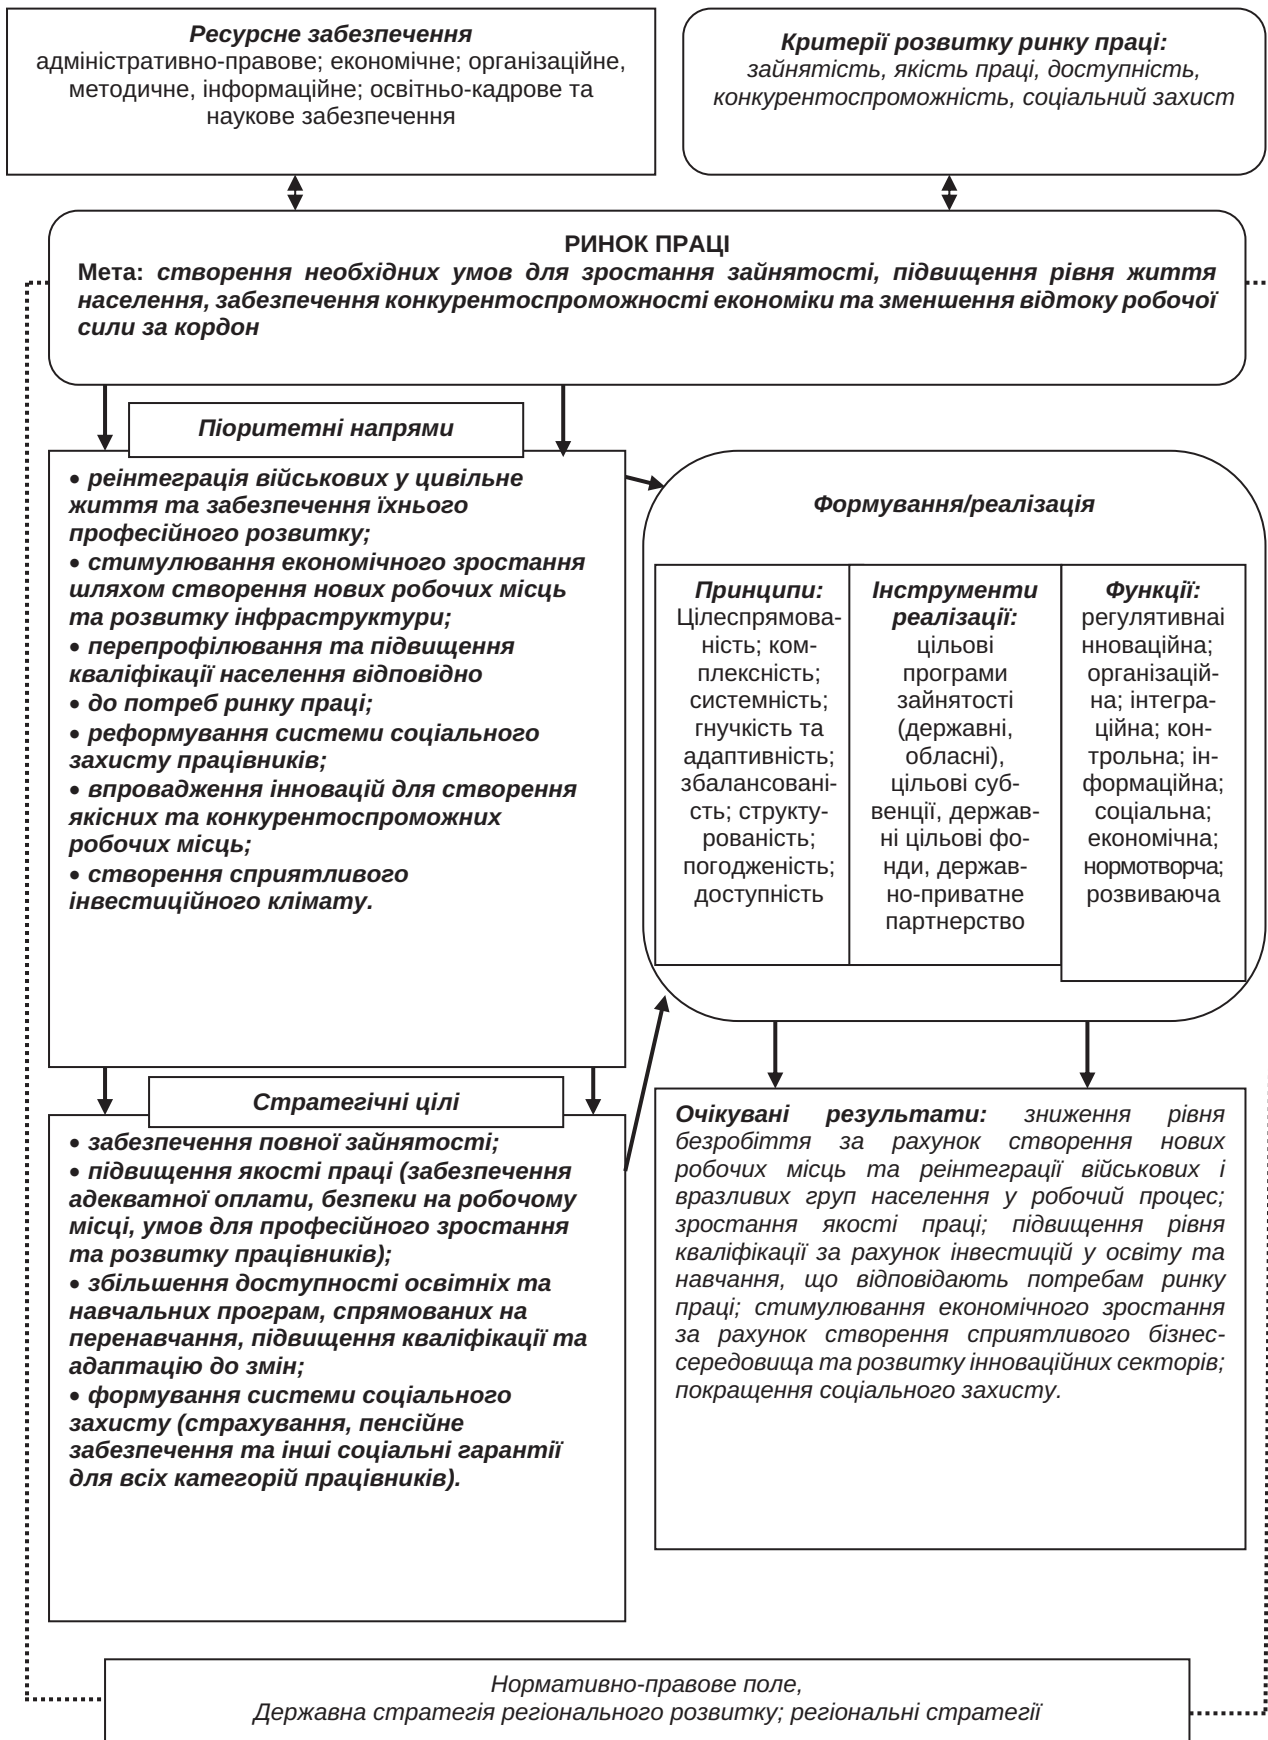 Ресурсне забезпечення
адміністративно-правове; економічне; організаційне,
методичне, інформаційне; освітньо-кадрове та
наукове забезпечення
Критерії розвитку ринку праці:
зайнятість, якість праці, доступність,
конкурентоспроможність, соціальний захист
РИНОК ПРАЦІ
Мета: створення необхідних умов для зростання зайнятості, підвищення рівня життя
населення, забезпечення конкурентоспроможності економіки та зменшення відтоку робочої
сили за кордон
Піоритетні напрями
• реінтеграція військових у цивільне
життя та забезпечення їхнього
професійного розвитку;
• стимулювання економічного зростання
шляхом створення нових робочих місць
та розвитку інфраструктури;
• перепрофілювання та підвищення
кваліфікації населення відповідно
• до потреб ринку праці;
• реформування системи соціального
захисту працівників;
• впровадження інновацій для створення
якісних та конкурентоспроможних
робочих місць;
• створення сприятливого
інвестиційного клімату.
Формування/реалізація
Принципи:
Цілеспрямова-
ність; ком-
плексність;
системність;
гнучкість та
адаптивність;
збалансовані-
сть; структу-
рованість;
погодженість;
доступність
Інструменти
реалізації:
цільові
програми
зайнятості
(державні,
обласні),
цільові суб-
венції, держав-
ні цільові фо-
нди, держав-
но-приватне
партнерство
Функції:
регулятивнаі
нноваційна;
організацій-
на; інтегра-
ційна; кон-
трольна; ін-
формаційна;
соціальна;
економічна;
нормотворча;
розвиваюча
Стратегічні цілі
• забезпечення повної зайнятості;
• підвищення якості праці (забезпечення
адекватної оплати, безпеки на робочому
місці, умов для професійного зростання
та розвитку працівників);
• збільшення доступності освітніх та
навчальних програм, спрямованих на
перенавчання, підвищення кваліфікації та
адаптацію до змін;
• формування системи соціального
захисту (страхування, пенсійне
забезпечення та інші соціальні гарантії
для всіх категорій працівників).
Очікувані результати: зниження рівня
безробіття за рахунок створення нових
робочих місць та реінтеграції військових і
вразливих груп населення у робочий процес;
зростання якості праці; підвищення рівня
кваліфікації за рахунок інвестицій у освіту та
навчання, що відповідають потребам ринку
праці; стимулювання економічного зростання
за рахунок створення сприятливого бізнес-
середовища та розвитку інноваційних секторів;
покращення соціального захисту.
Нормативно-правове поле,
Державна стратегія регіонального розвитку; регіональні стратегії